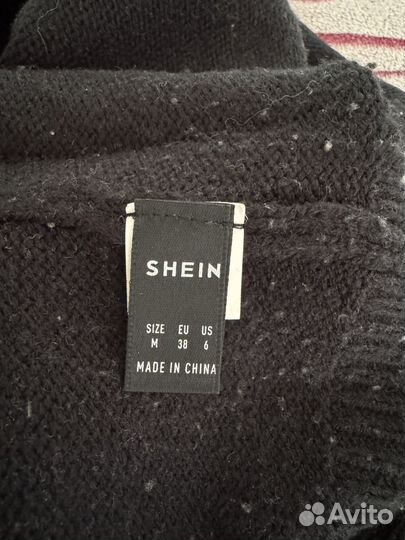 SHEIN
SIZE EU US
M 38 6
MADE IN CHINA
Avito